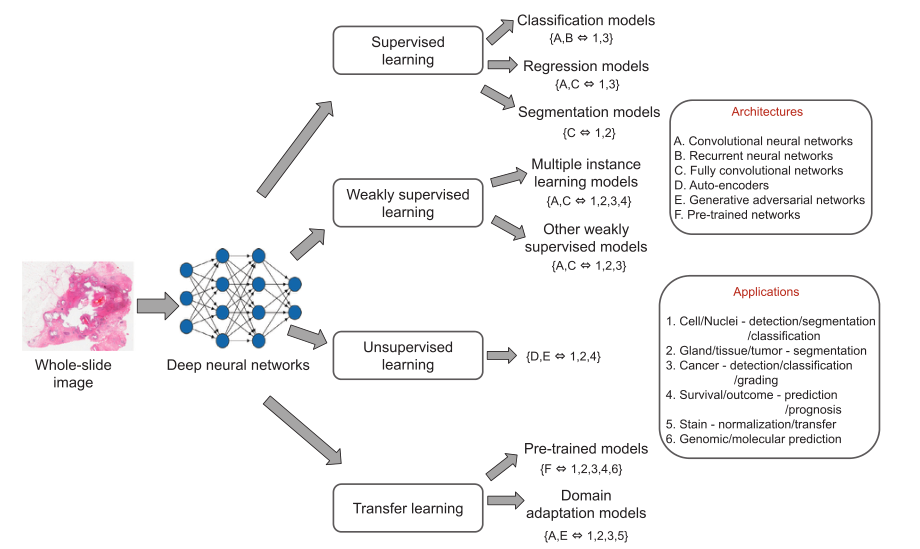 Supervised
learning
Classification models
{A,B ⇔ 1,3}
Regression models
{A,C ⇔ 1,3}
Segmentation models
{C ⇔ 1,2}
Weakly supervised
learning
Multiple instance
learning models
{A,C ⇔ 1,2,3,4}
Other weakly
supervised models
{A,C ⇔ 1,2,3}
Whole-slide
image
Deep neural networks
Unsupervised
learning
{D,E ⇔ 1,2,4}
Transfer learning
Pre-trained models
{F ⇔ 1,2,3,4,6}
Domain
adaptation models
{A,E ⇔ 1,2,3,5}
Architectures
A. Convolutional neural networks
B. Recurrent neural networks
C. Fully convolutional networks
D. Auto-encoders
E. Generative adversarial networks
F. Pre-trained networks
Applications
1. Cell/Nuclei - detection/segmentation
/classification
2. Gland/tissue/tumor - segmentation
3. Cancer - detection/classification
/grading
4. Survival/outcome - prediction
/prognosis
5. Stain - normalization/transfer
6. Genomic/molecular prediction